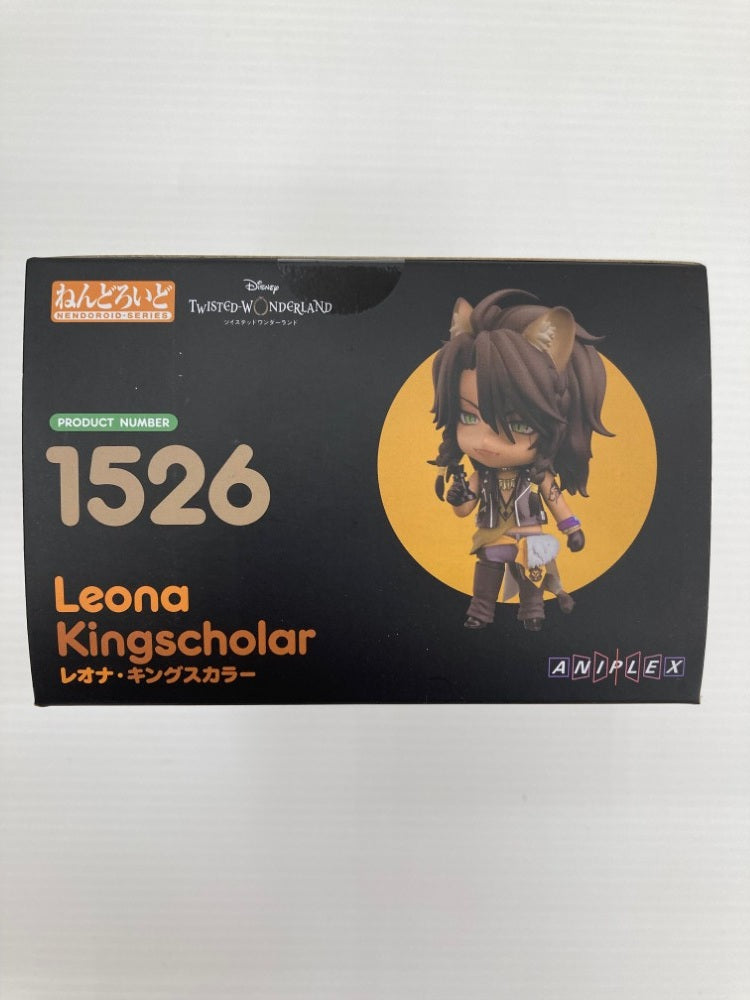 ねんどろいど
NENDOROID-SERIES
Disney
TWISTED-WONDERLAND
ツイステッドワンダーランド
PRODUCT NUMBER
1526
Leona
Kingscholar
レオナ・キングスカラー
ANIPLEX